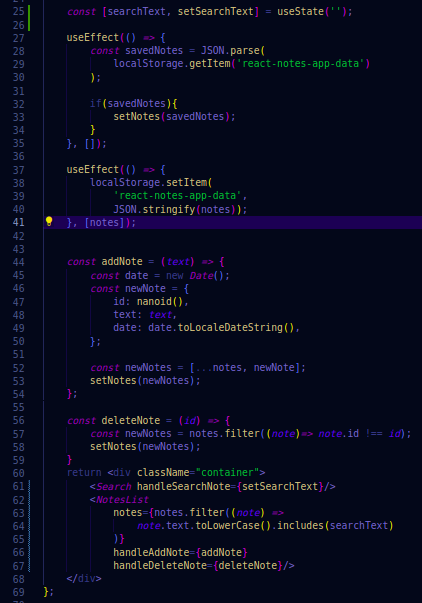 25 const [searchText, setSearchText] = useState('');
26
27 useEffect(() => {
28 const savedNotes = JSON.parse(
29 localStorage.getItem('react-notes-app-data')
30 );
31
32 if(savedNotes){
33 setNotes(savedNotes);
34 }
35 }, []);
36
37 useEffect(() => {
38 localStorage.setItem(
39 'react-notes-app-data',
40 JSON.stringify(notes));
41 }, [notes]);
42
43
44 const addNote = (text) => {
45 const date = new Date();
46 const newNote = {
47 id: nanoid(),
48 text: text,
49 date: date.toLocaleDateString(),
50 };
51
52 const newNotes = [...notes, newNote];
53 setNotes(newNotes);
54 };
55
56 const deleteNote = (id) => {
57 const newNotes = notes.filter((note)=> note.id !== id);
58 setNotes(newNotes);
59 }
60 return <div className="container">
61 <Search handleSearchNote={setSearchText}/>
62 <NotesList
63 notes={notes.filter((note) =>
64 note.text.toLowerCase().includes(searchText)
65 )}
66 handleAddNote={addNote}
67 handleDeleteNote={deleteNote}/>
68 </div>
69 };